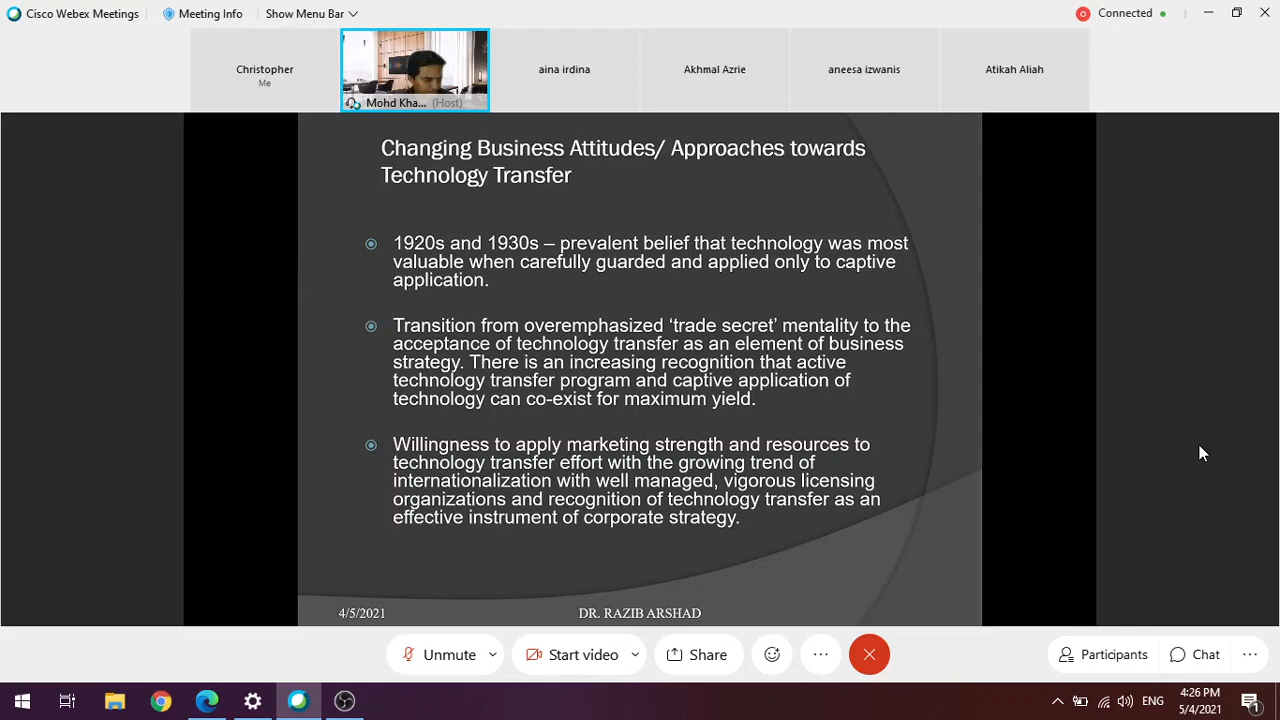 Cisco Webex Meetings
Meeting Info
Show Menu Bar
Connected
Christopher
Me
Mohd Kha... (Host)
aina irdina
Akhmal Azrie
aneesa izwanis
Atikah Aliah
Changing Business Attitudes/ Approaches towards
Technology Transfer
1920s and 1930s – prevalent belief that technology was most
valuable when carefully guarded and applied only to captive
application.
Transition from overemphasized ‘trade secret’ mentality to the
acceptance of technology transfer as an element of business
strategy. There is an increasing recognition that active
technology transfer program and captive application of
technology can co-exist for maximum yield.
Willingness to apply marketing strength and resources to
technology transfer effort with the growing trend of
internationalization with well managed, vigorous licensing
organizations and recognition of technology transfer as an
effective instrument of corporate strategy.
4/5/2021
DR. RAZIB ARSHAD
Unmute
Start video
Share
Participants
Chat
ENG
4:26 PM
5/4/2021
1